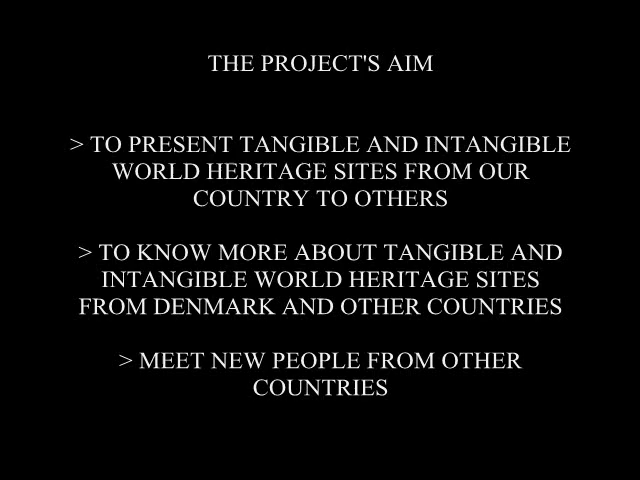 THE PROJECT'S AIM
> TO PRESENT TANGIBLE AND INTANGIBLE
WORLD HERITAGE SITES FROM OUR
COUNTRY TO OTHERS
> TO KNOW MORE ABOUT TANGIBLE AND
INTANGIBLE WORLD HERITAGE SITES
FROM DENMARK AND OTHER COUNTRIES
> MEET NEW PEOPLE FROM OTHER
COUNTRIES